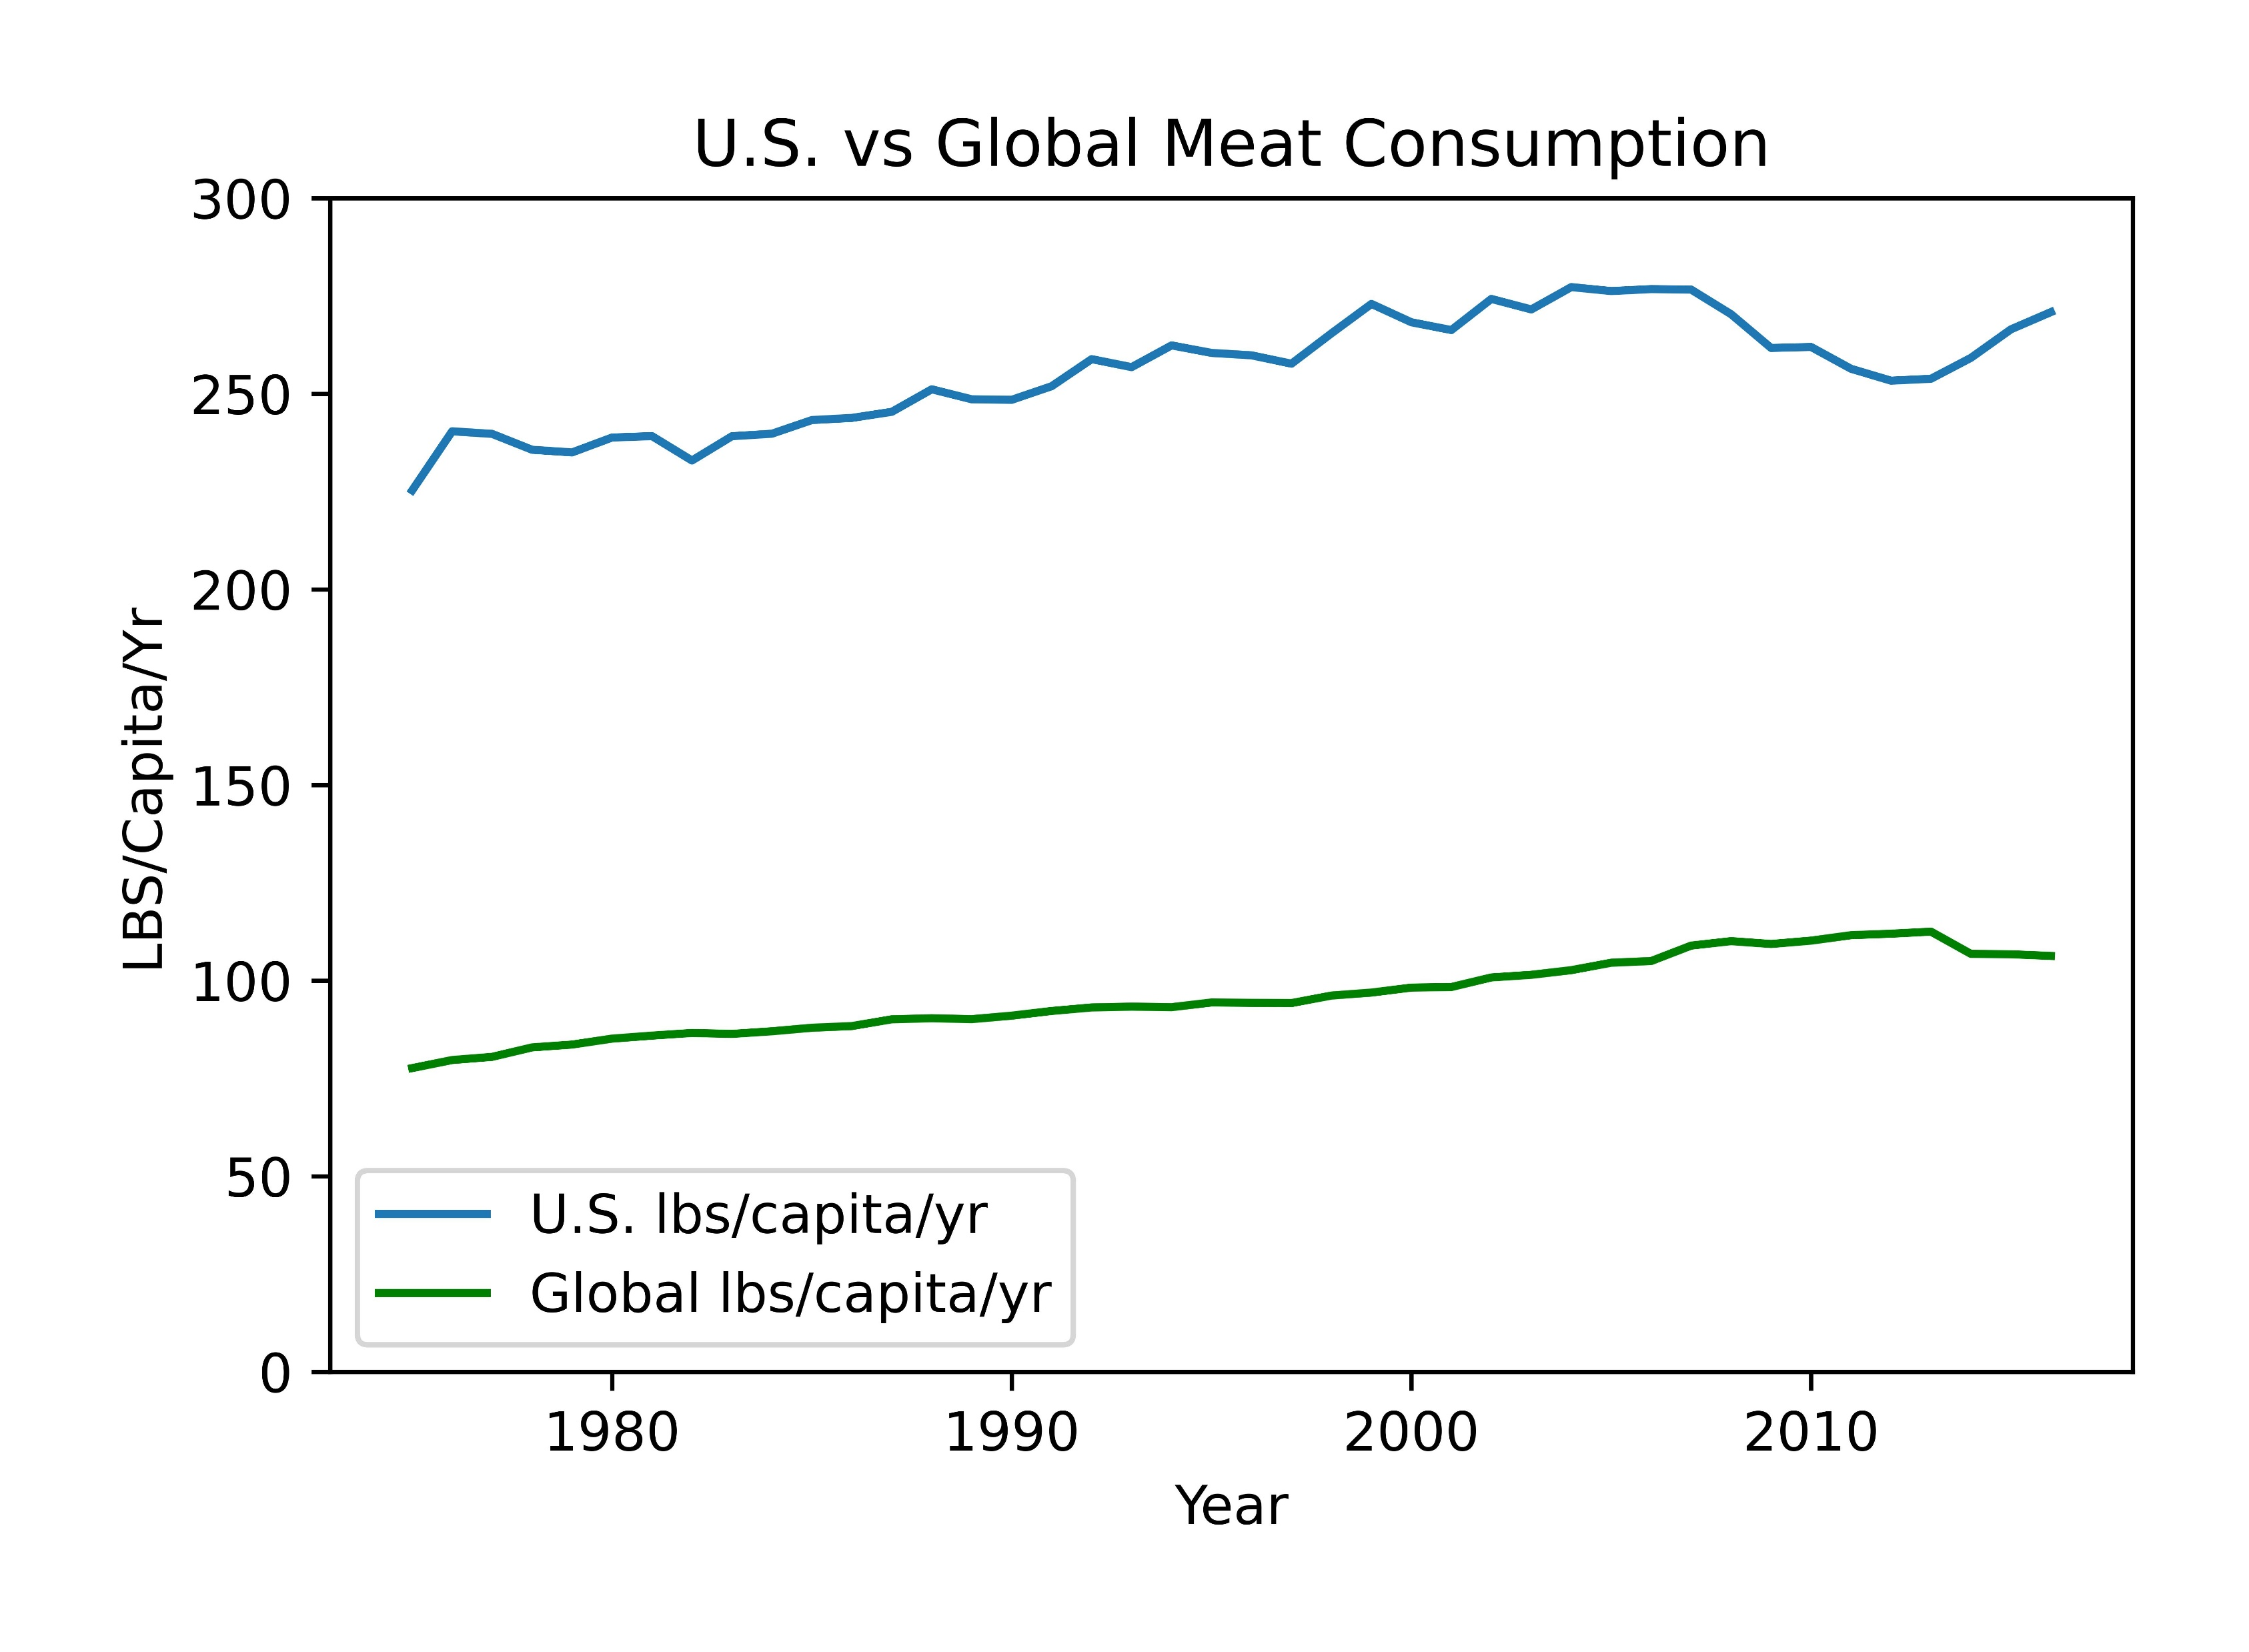 U.S. vs Global Meat Consumption
300
250
200
150
100
50
0
LBS/Capita/Yr
U.S. lbs/capita/yr
Global lbs/capita/yr
1980 1990 2000 2010
Year